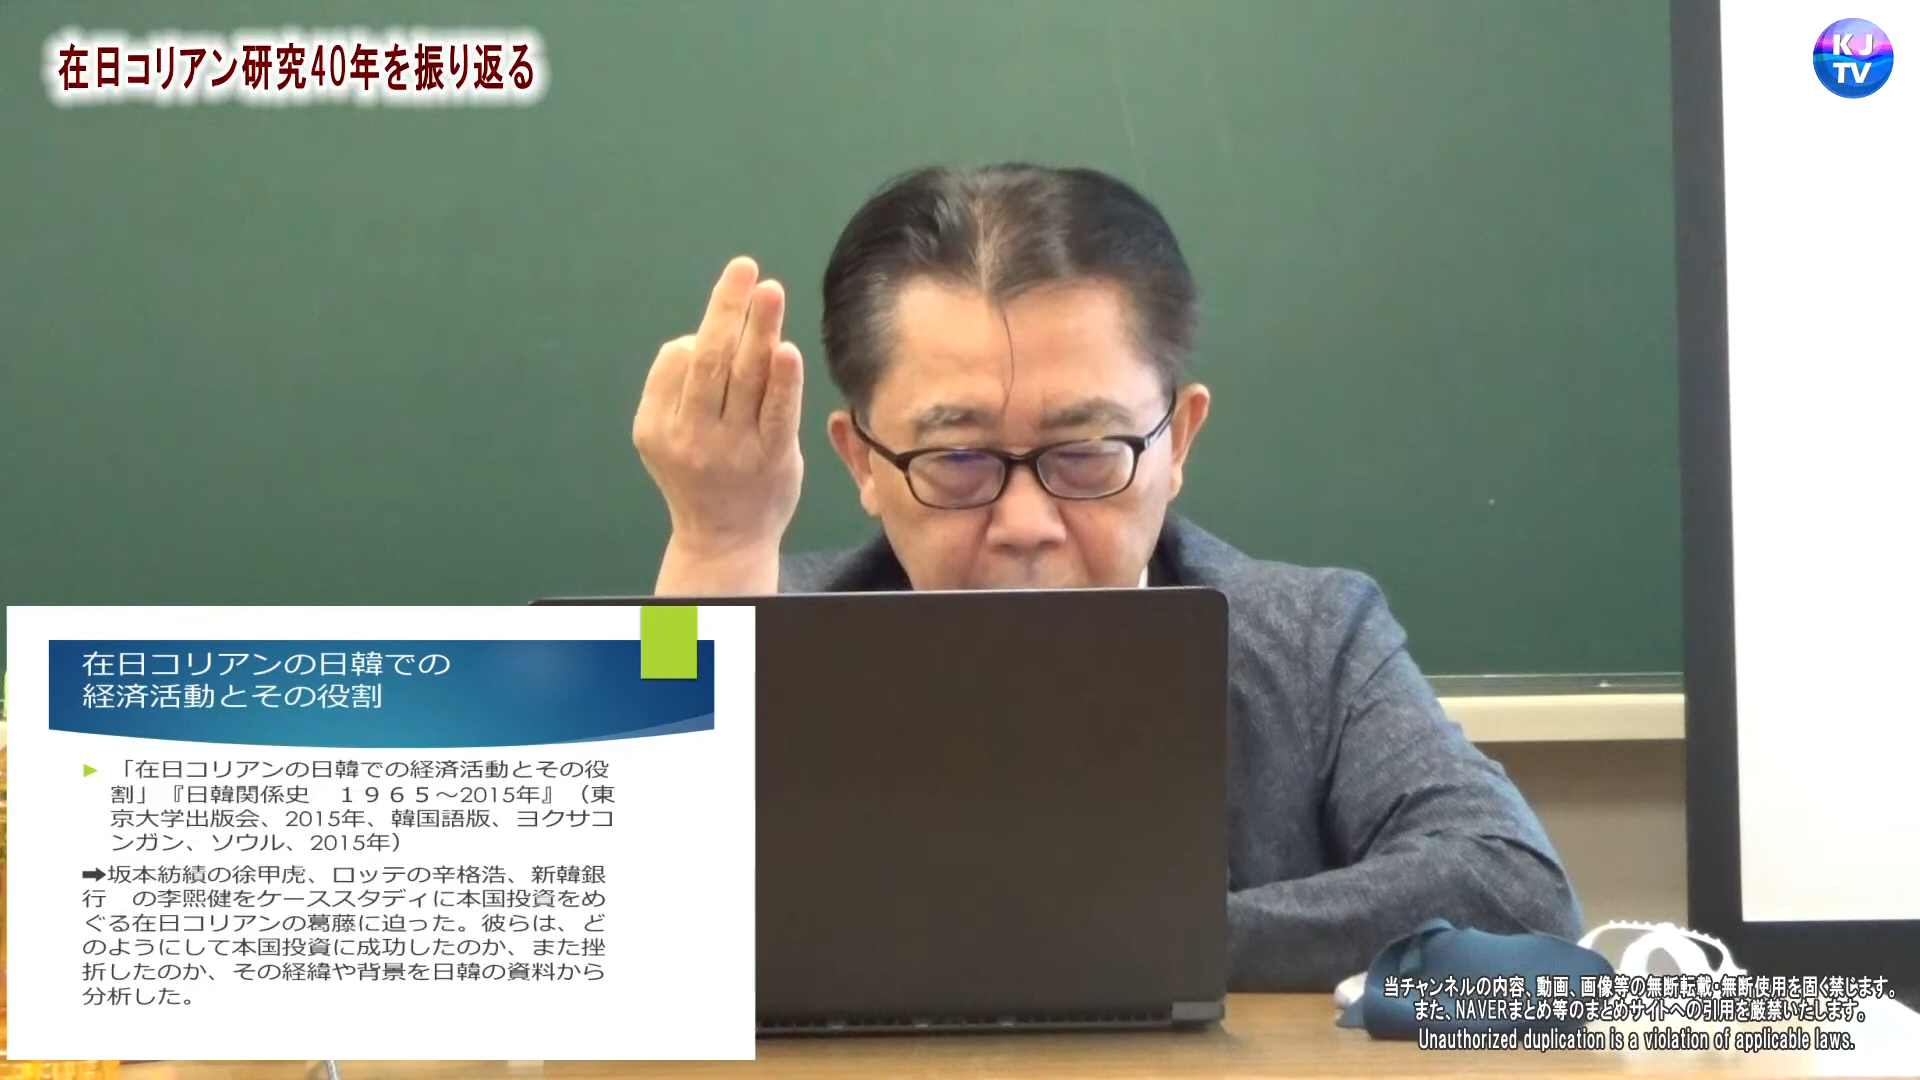 在日コリアン研究40年を振り返る
KJ
TV
在日コリアンの日韓での
経済活動とその役割
「在日コリアンの日韓での経済活動とその役
割」『日韓関係史　１９６５～2015年』（東
京大学出版会、2015年、韓国語版、ヨクサコ
ンガン、ソウル、2015年）
➡坂本紡績の徐甲虎、ロッテの辛格浩、新韓銀
行　の李熙健をケーススタディに本国投資をめ
ぐる在日コリアンの葛藤に迫った。彼らは、ど
のようにして本国投資に成功したのか、また挫
折したのか、その経緯や背景を日韓の資料から
分析した。
当チャンネルの内容、動画、画像等の無断転載・無断使用を固く禁じます。
また、NAVERまとめ等のまとめサイトへの引用を厳禁いたします。
Unauthorized duplication is a violation of applicable laws.